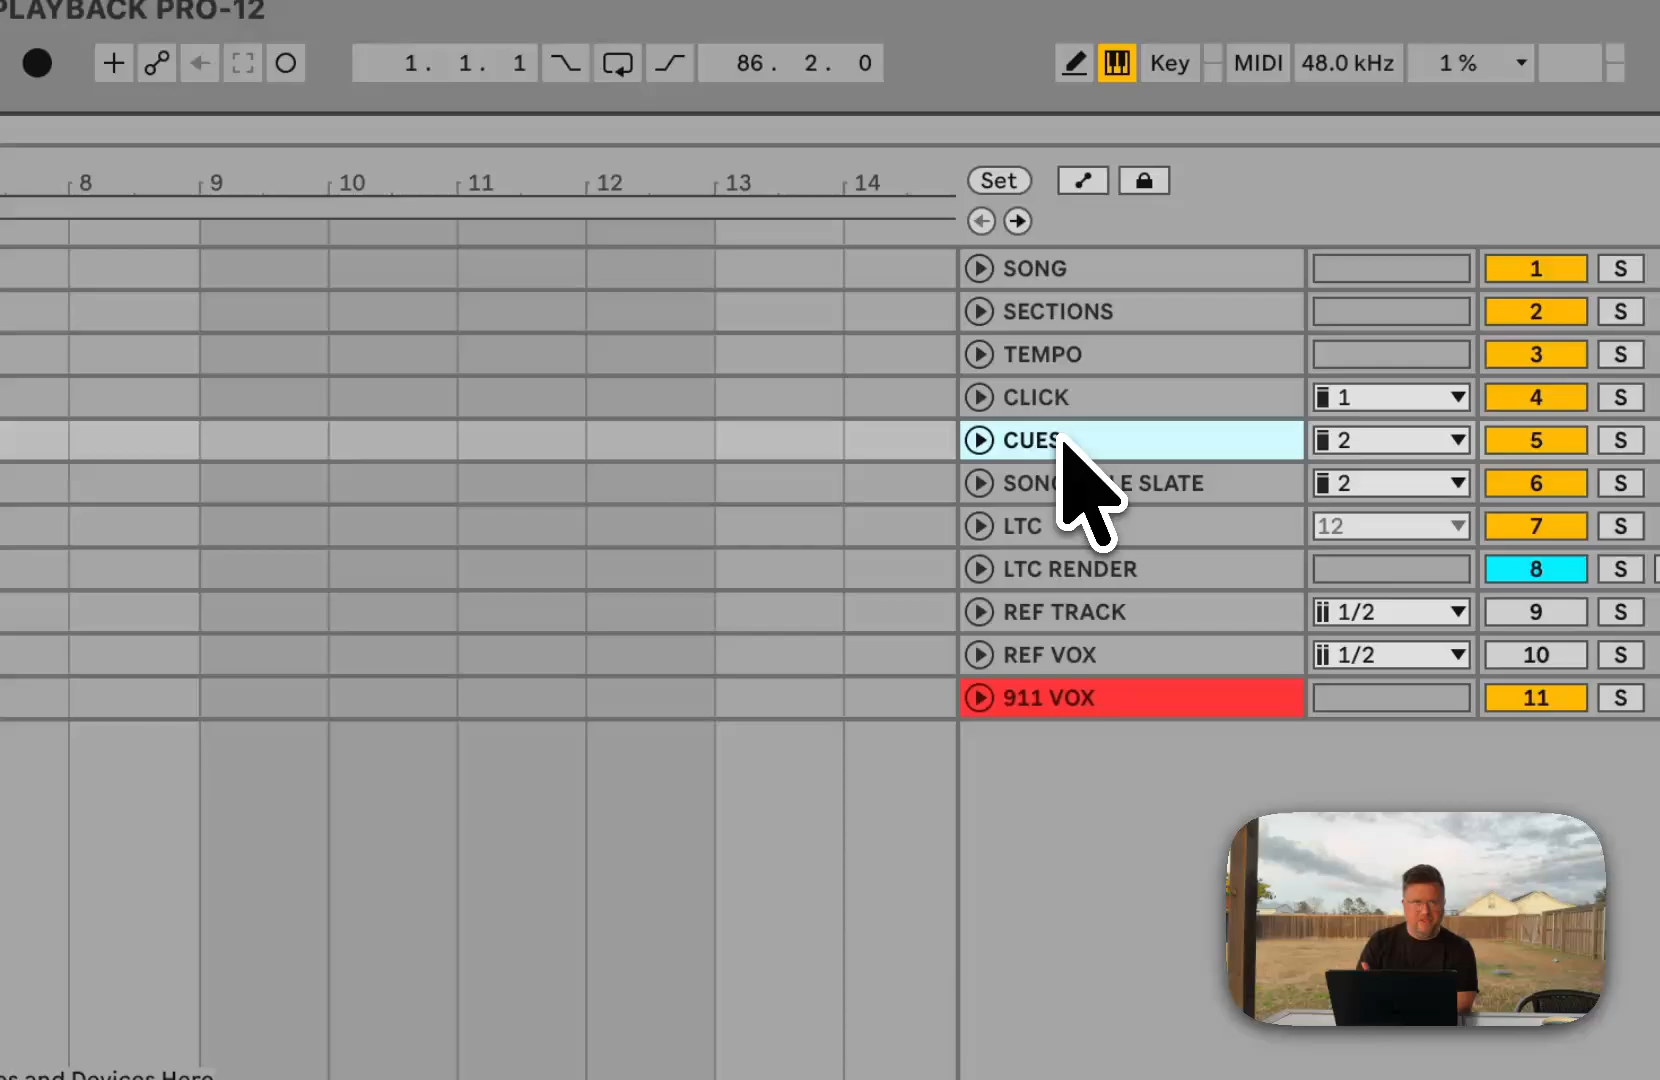 PLAYBACK PRO-12
1. 1. 1
86. 2. 0
Key
MIDI
48.0 kHz
1 %
8 9 10 11 12 13 14
Set
SONG 1 S
SECTIONS 2 S
TEMPO 3 S
CLICK 1 4 S
CUES 2 5 S
SLATE 2 6 S
LTC 12 7 S
LTC RENDER 8 S
REF TRACK 1/2 9 S
REF VOX 1/2 10 S
911 VOX 11 S
and Devices Here